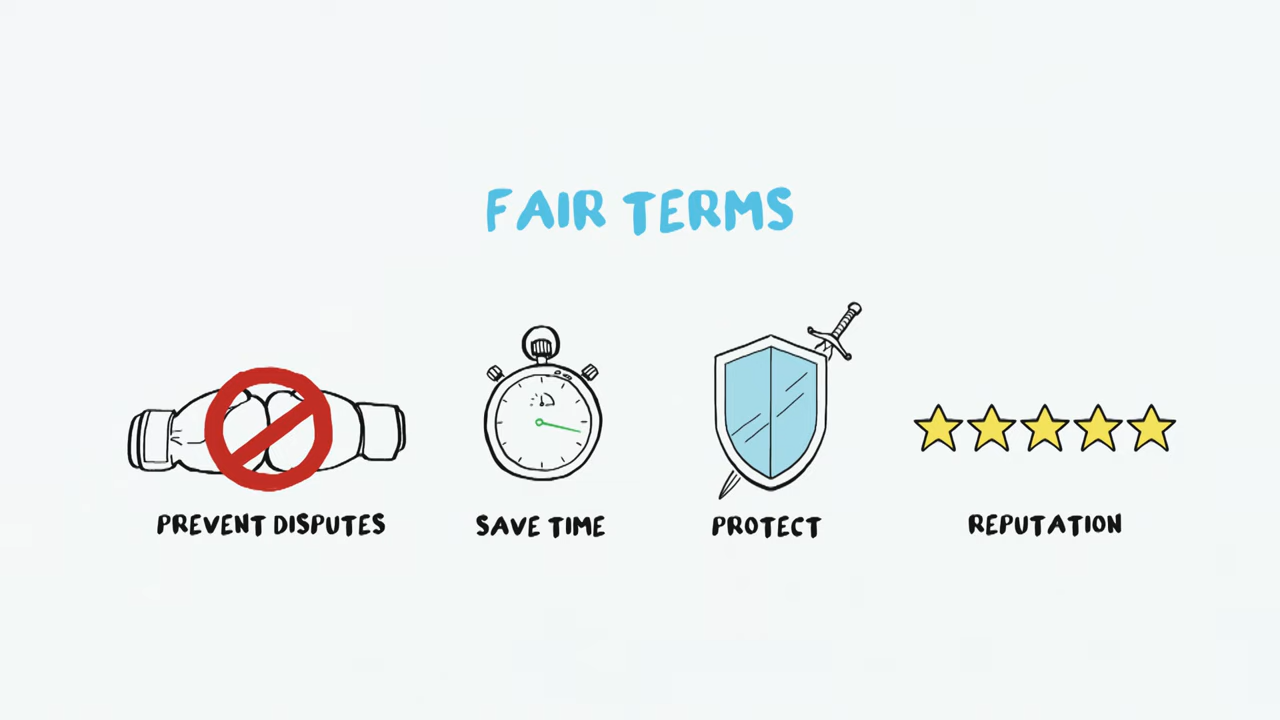 FAIR TERMS
PREVENT DISPUTES
SAVE TIME
PROTECT
REPUTATION